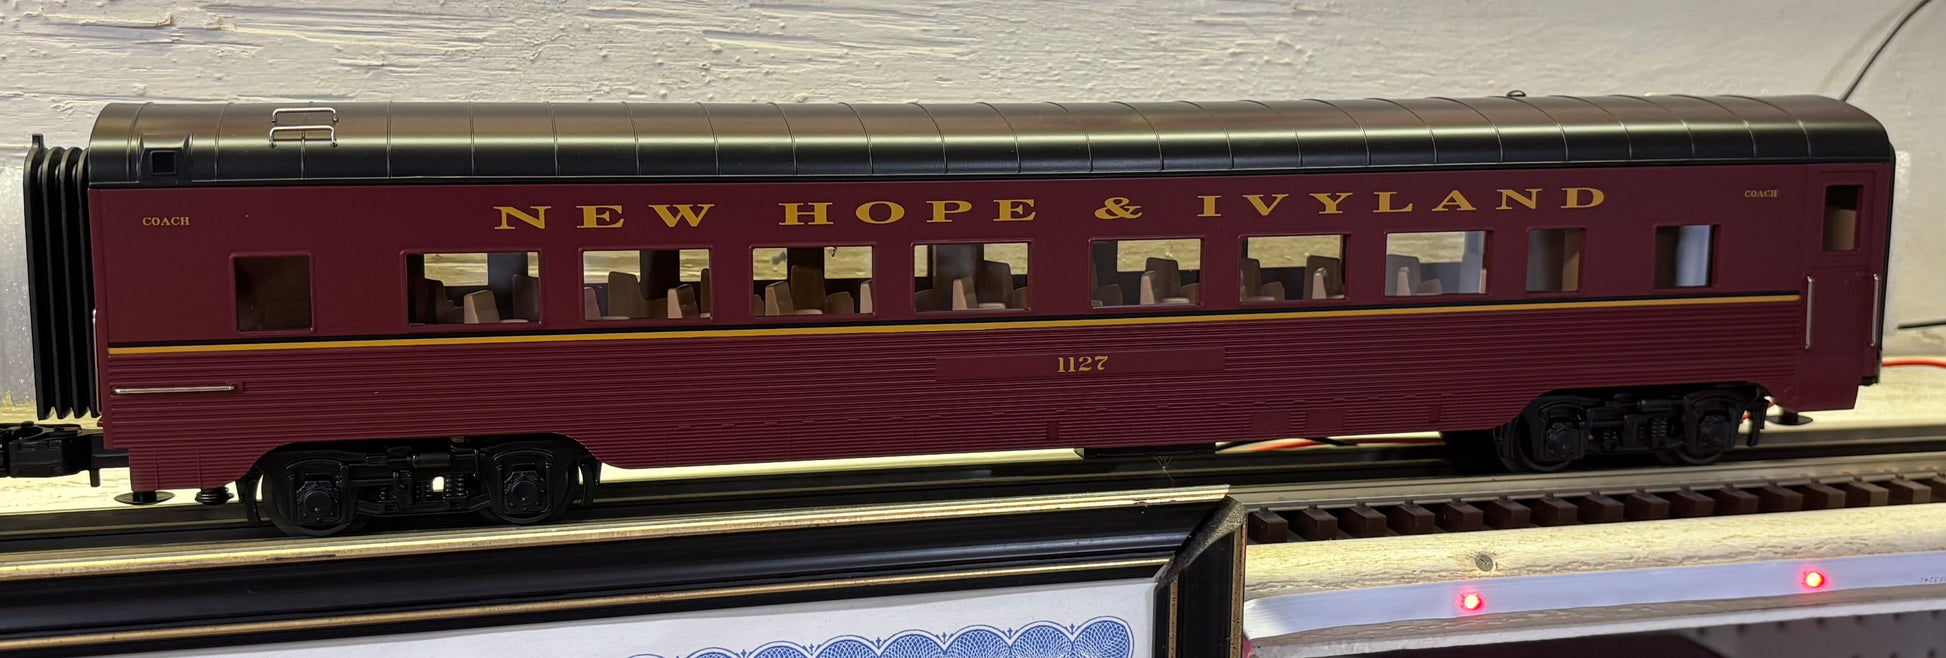 NEW HOPE & IVYLAND
COACH
COACH
1127